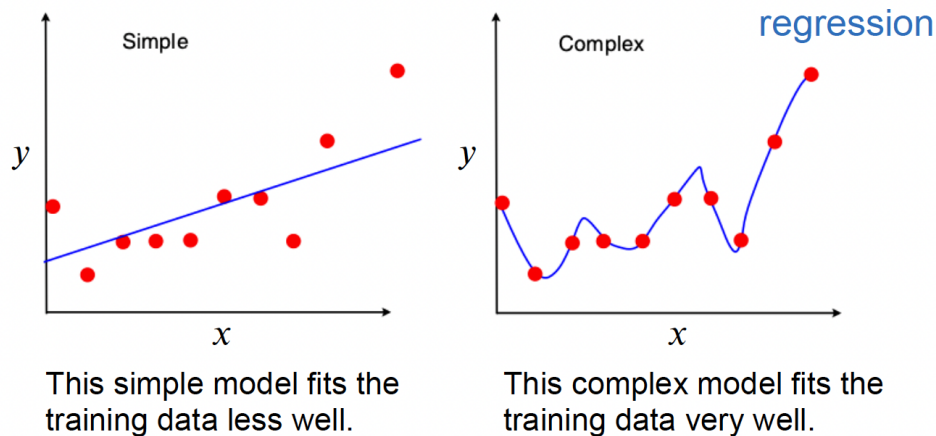 regression
Simple
Complex
y
y
x
x
This simple model fits the
training data less well.
This complex model fits the
training data very well.